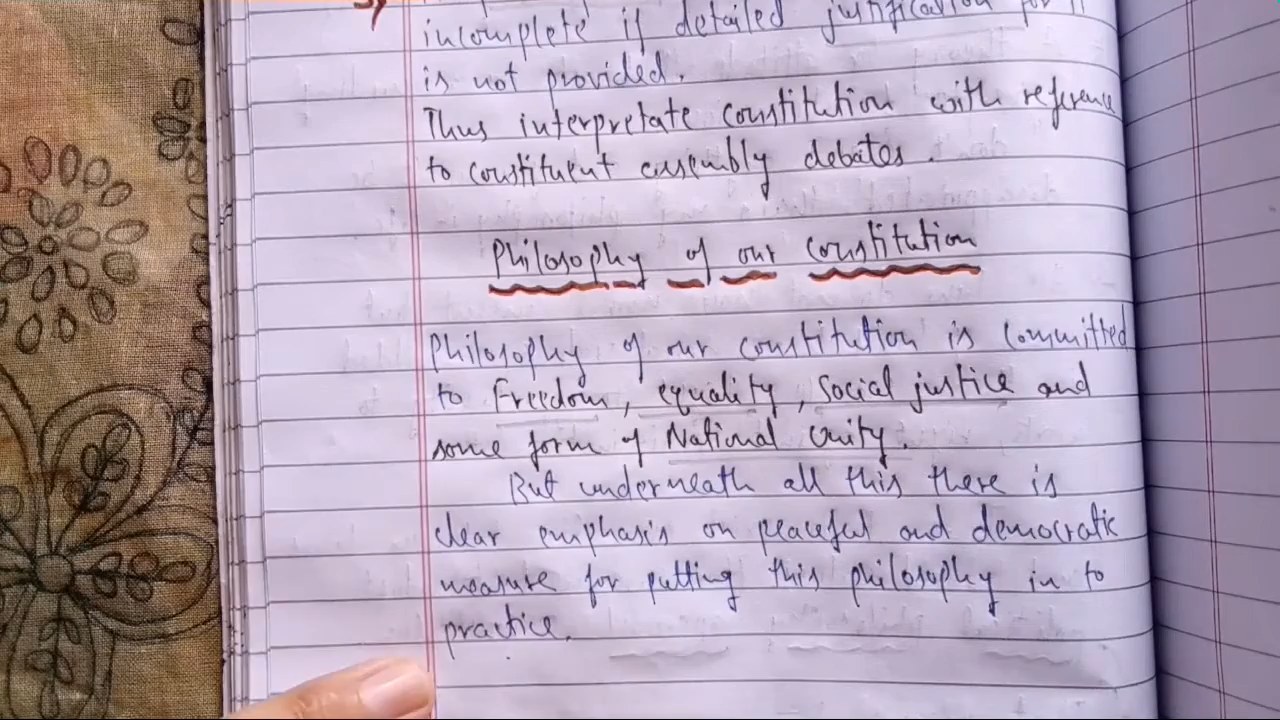 3)
incomplete if detailed justification for it
is not provided.
Thus interpretate constitution with reference
to constituent assembly debates.
Philosophy of our constitution
Philosophy of our constitution is committed
to Freedom, equality, social justice and
some form of National Unity.
But underneath all this there is
clear emphasis on peaceful and democratic
measure for putting this philosophy in to
practice.